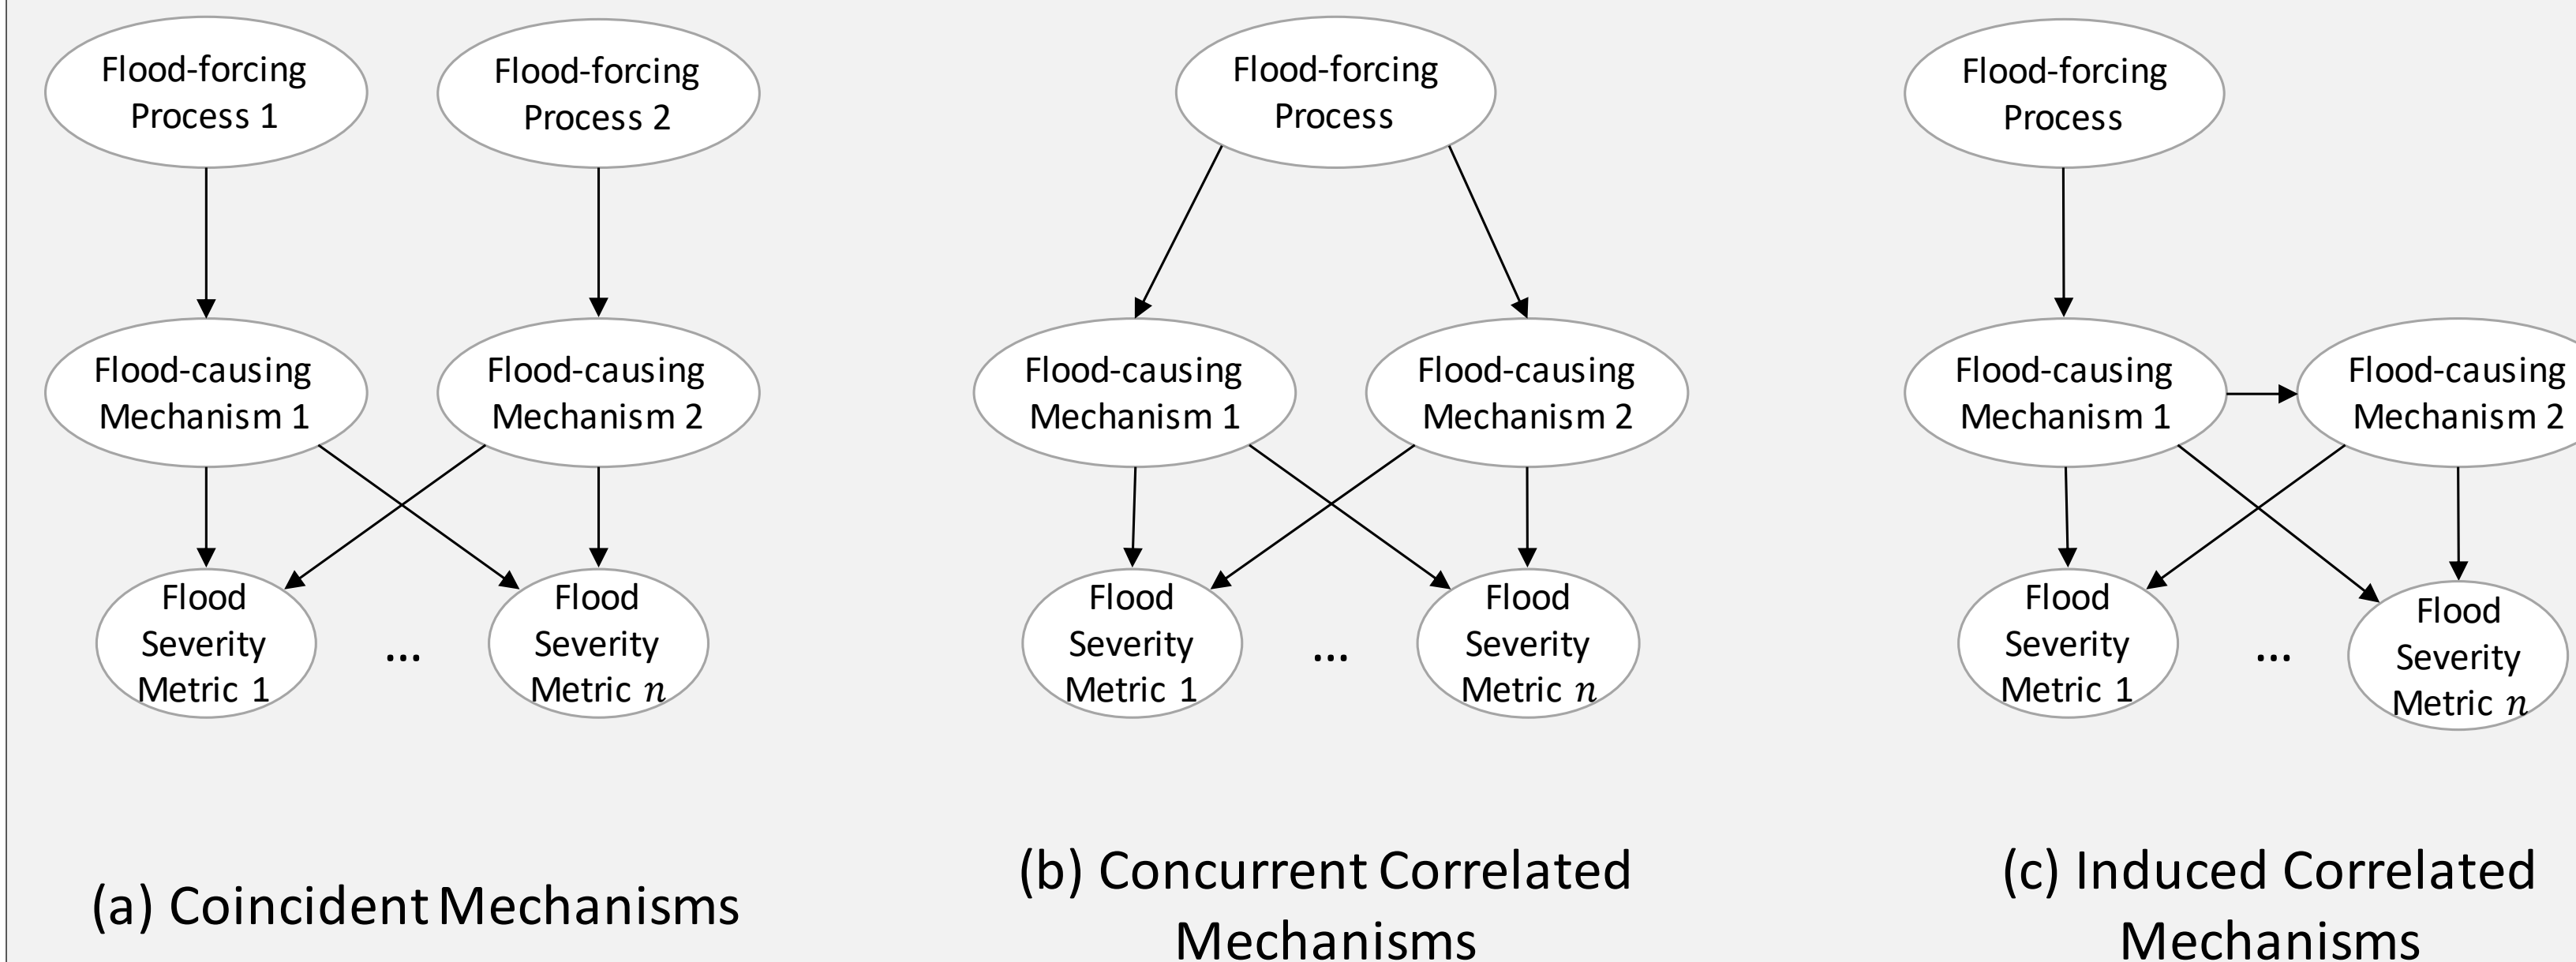 Flood-forcing
Process 1
Flood-forcing
Process 2
Flood-causing
Mechanism 1
Flood-causing
Mechanism 2
Flood
Severity
Metric 1
...
Flood
Severity
Metric n
(a) Coincident Mechanisms
Flood-forcing
Process
Flood-causing
Mechanism 1
Flood-causing
Mechanism 2
Flood
Severity
Metric 1
...
Flood
Severity
Metric n
(b) Concurrent Correlated
Mechanisms
Flood-forcing
Process
Flood-causing
Mechanism 1
Flood-causing
Mechanism 2
Flood
Severity
Metric 1
...
Flood
Severity
Metric n
(c) Induced Correlated
Mechanisms